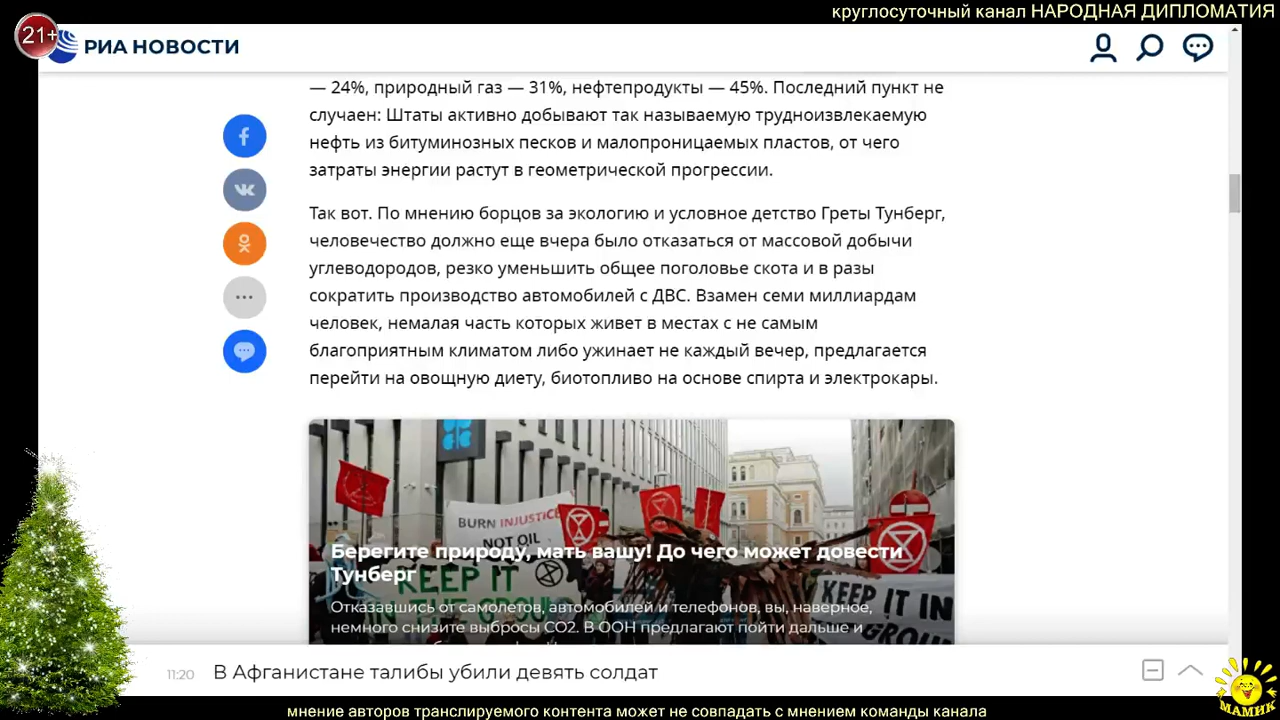 круглосуточный канал НАРОДНАЯ ДИПЛОМАТИЯ
21+
РИА НОВОСТИ
— 24%, природный газ — 31%, нефтепродукты — 45%. Последний пункт не
случаен: Штаты активно добывают так называемую трудноизвлекаемую
нефть из битуминозных песков и малопроницаемых пластов, от чего
затраты энергии растут в геометрической прогрессии.
Так вот. По мнению борцов за экологию и условное детство Греты Тунберг,
человечество должно еще вчера было отказаться от массовой добычи
углеводородов, резко уменьшить общее поголовье скота и в разы
сократить производство автомобилей с ДВС. Взамен семи миллиардам
человек, немалая часть которых живет в местах с не самым
благоприятным климатом либо ужинает не каждый вечер, предлагается
перейти на овощную диету, биотопливо на основе спирта и электрокары.
BURN INJUSTICE
NOT OIL
Берегите природу, мать вашу! До чего может довести
Тунберг
KEEP IT
IN THE GROUND
KEEP IT IN
Отказавшись от самолетов, автомобилей и телефонов, вы, наверное,
немного снизите выбросы CO2. В ООН предлагают пойти дальше и
11:20 В Афганистане талибы убили девять солдат
МАМИК
мнение авторов транслируемого контента может не совпадать с мнением команды канала